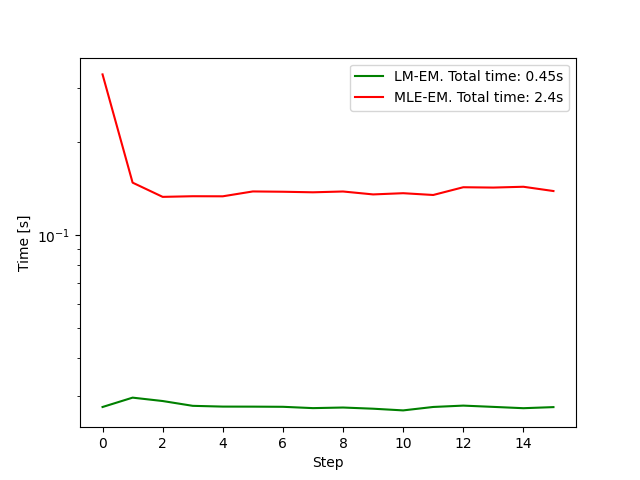 LM-EM. Total time: 0.45s
MLE-EM. Total time: 2.4s
Time [s]
10⁻¹
0 2 4 6 8 10 12 14
Step